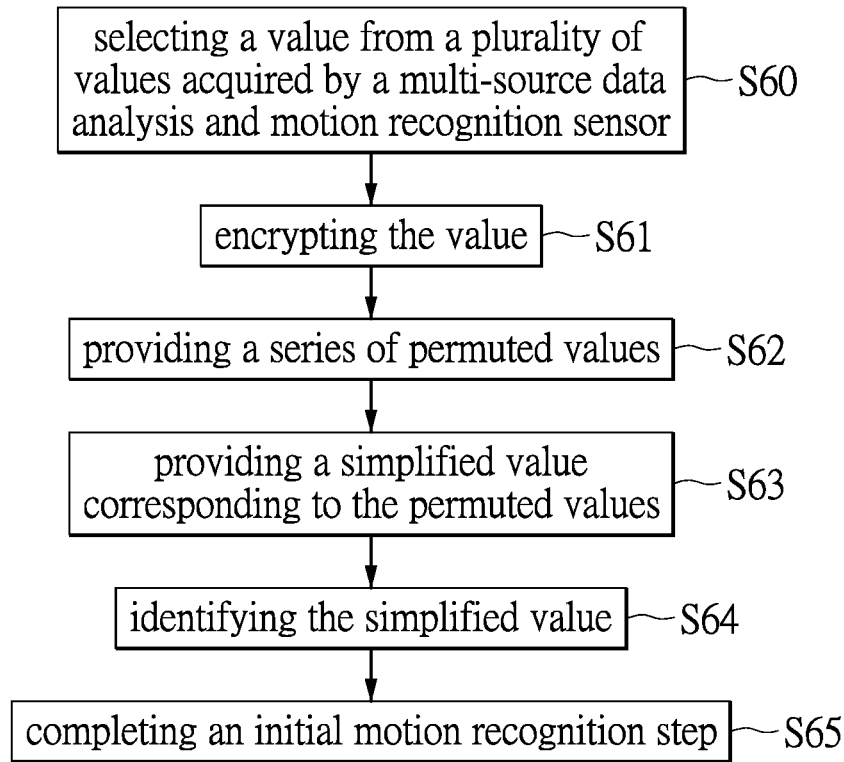 selecting a value from a plurality of
values acquired by a multi-source data
analysis and motion recognition sensor
S60
encrypting the value
S61
providing a series of permuted values
S62
providing a simplified value
corresponding to the permuted values
S63
identifying the simplified value
S64
completing an initial motion recognition step
S65